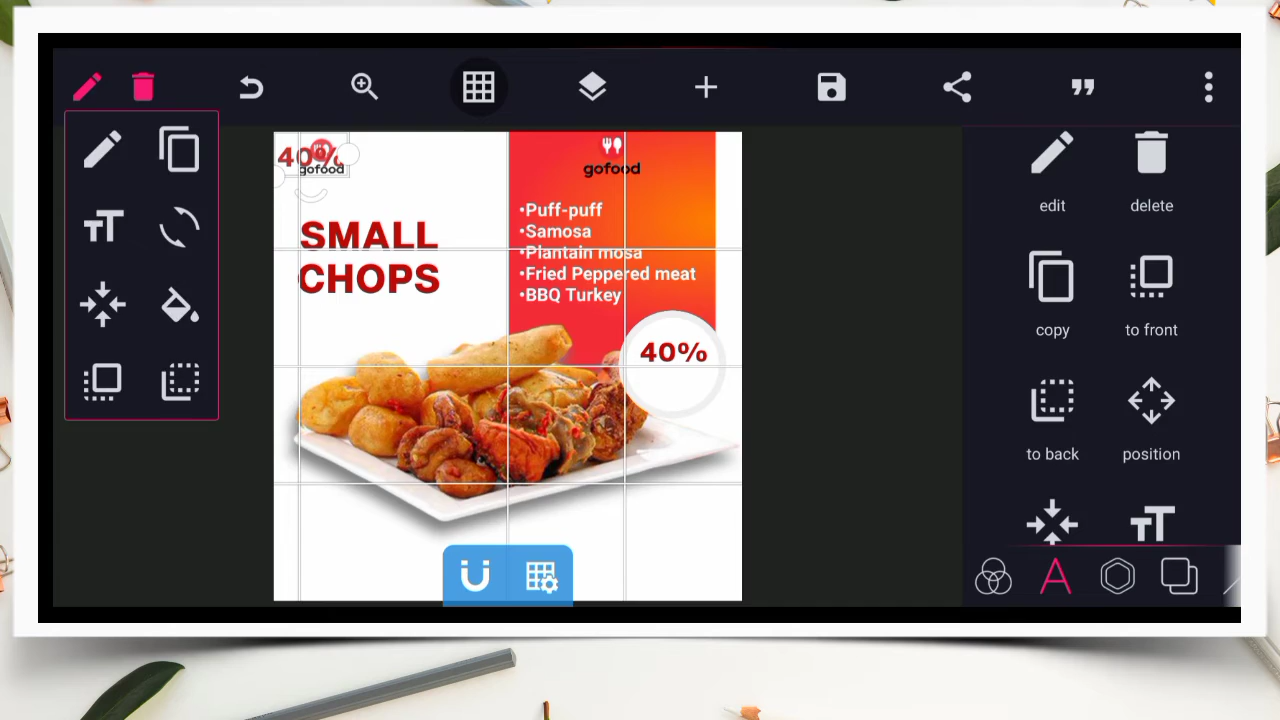 40%
gofood
gofood
SMALL
CHOPS
•Puff-puff
•Samosa
•Plantain mosa
•Fried Peppered meat
•BBQ Turkey
40%
edit
delete
copy
to front
to back
position